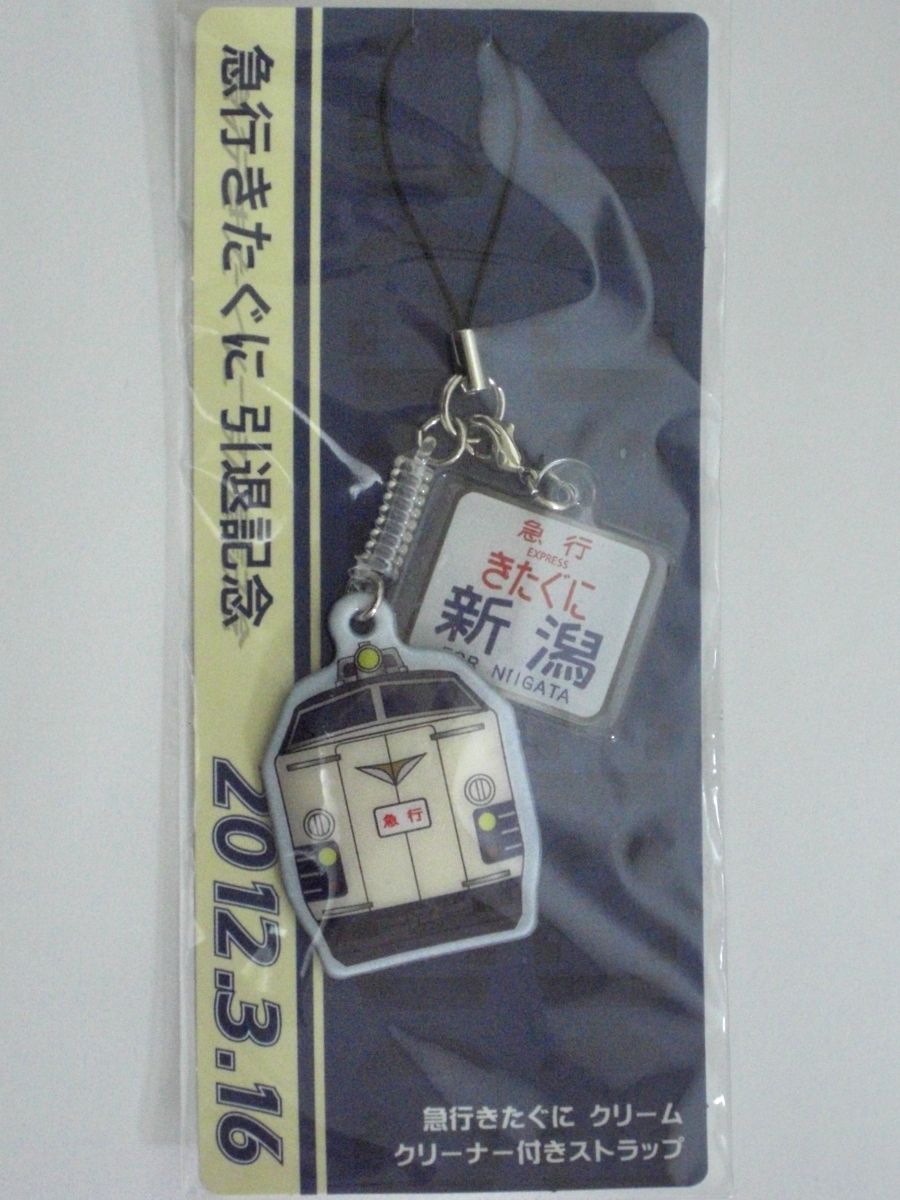 急行きたぐに 引退記念 2012.3.16
急行
EXPRESS
きたぐに
新潟
FOR NIIGATA
急行
急行きたぐに クリーム
クリーナー付きストラップ